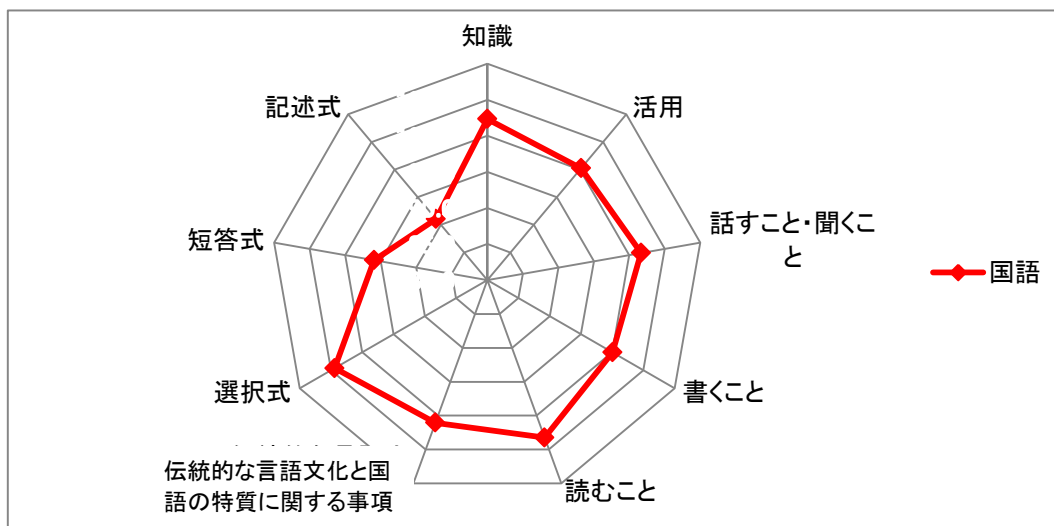 知識
活用
話すこと・聞くこ
と
書くこと
読むこと
伝統的な言語文化と国
語の特質に関する事項
選択式
短答式
記述式
国語